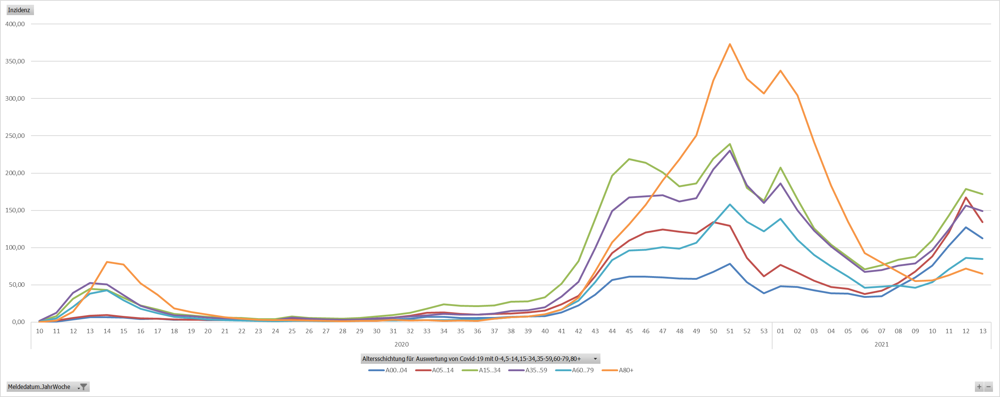 Inzidenz
400,00
350,00
300,00
250,00
200,00
150,00
100,00
50,00
0,00
10 11 12 13 14 15 16 17 18 19 20 21 22 23 24 25 26 27 28 29 30 31 32 33 34 35 36 37 38 39 40 41 42 43 44 45 46 47 48 49 50 51 52 53 01 02 03 04 05 06 07 08 09 10 11 12 13
2020 2021
Altersschichtung für Auswertung von Covid-19 mit 0-4,5-14,15-34,35-59,60-79,80+
A00..04 A05..14 A15..34 A35..59 A60..79 A80+
Meldedatum.JahrWoche
+ −